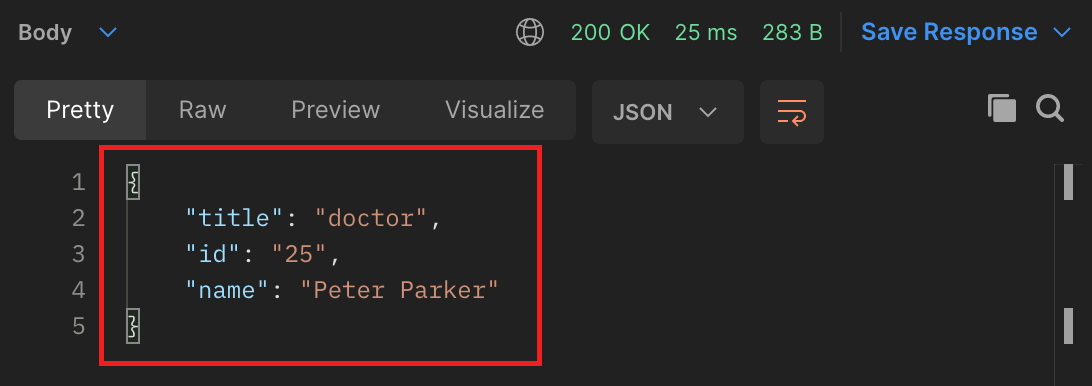 Body 200 OK 25 ms 283 B Save Response
Pretty Raw Preview Visualize JSON
1 {
2 "title": "doctor",
3 "id": "25",
4 "name": "Peter Parker"
5 }